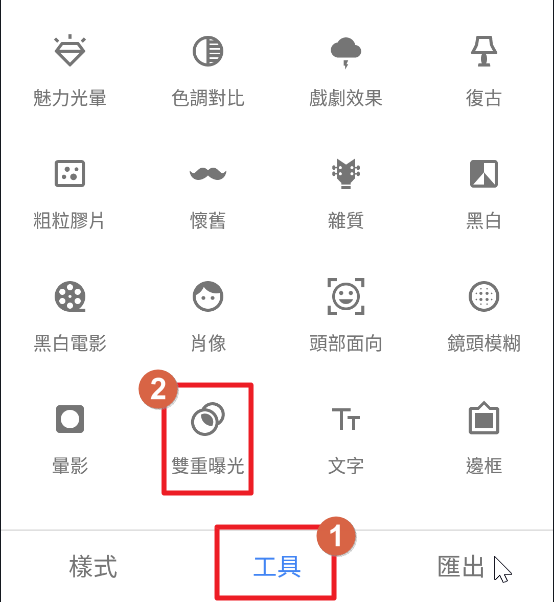 魅力光暈 色調對比 戲劇效果 復古
粗粒膠片 懷舊 雜質 黑白
黑白電影 肖像 頭部面向 鏡頭模糊
2
暈影 雙重曝光 Tт 文字 邊框
1
樣式 工具 匯出